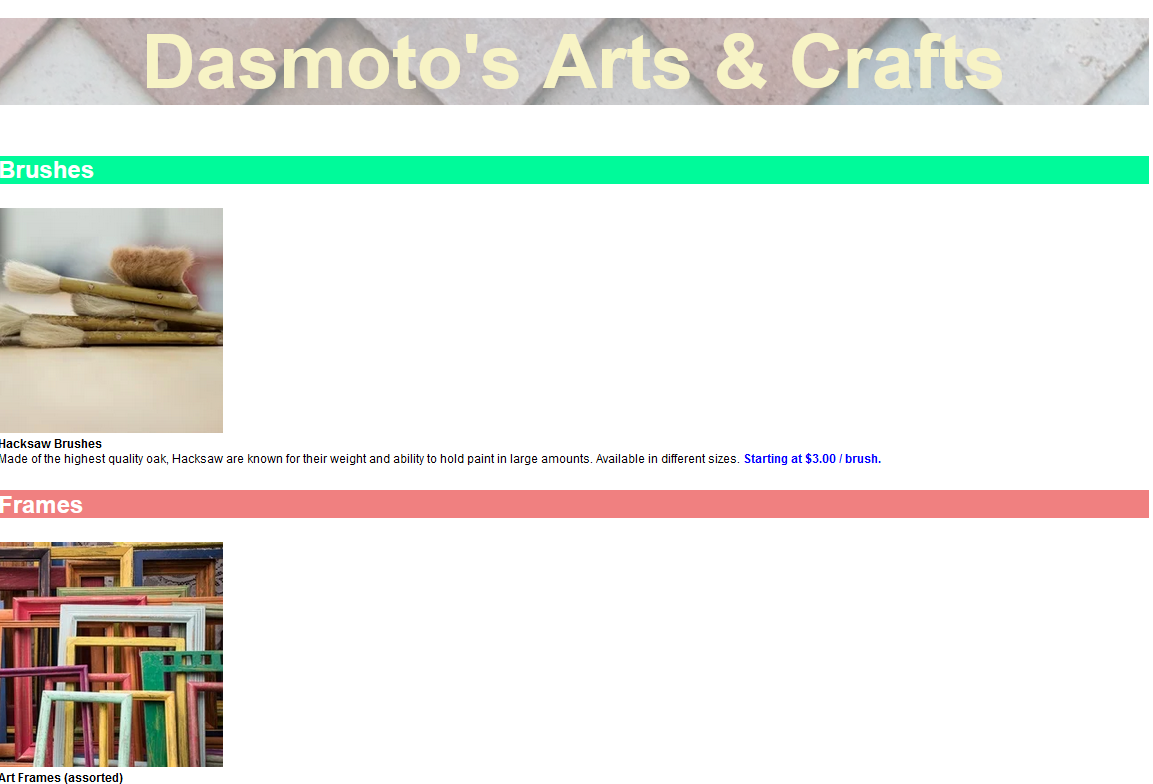 Dasmoto's Arts & Crafts
Brushes
Hacksaw Brushes
Made of the highest quality oak, Hacksaw are known for their weight and ability to hold paint in large amounts. Available in different sizes. Starting at $3.00 / brush.
Frames
Art Frames (assorted)